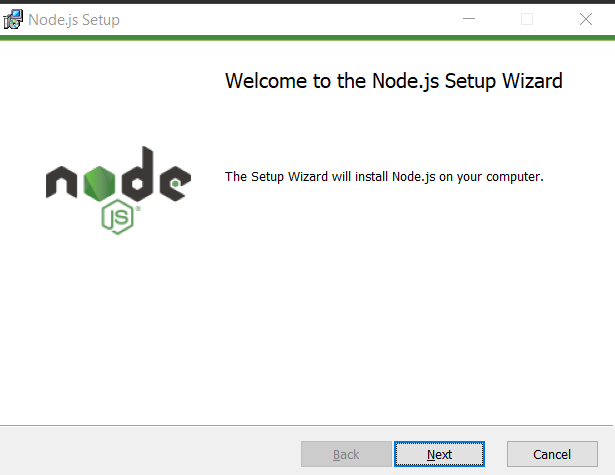 Node.js Setup
Welcome to the Node.js Setup Wizard
The Setup Wizard will install Node.js on your computer.
node
JS®
Back
Next
Cancel